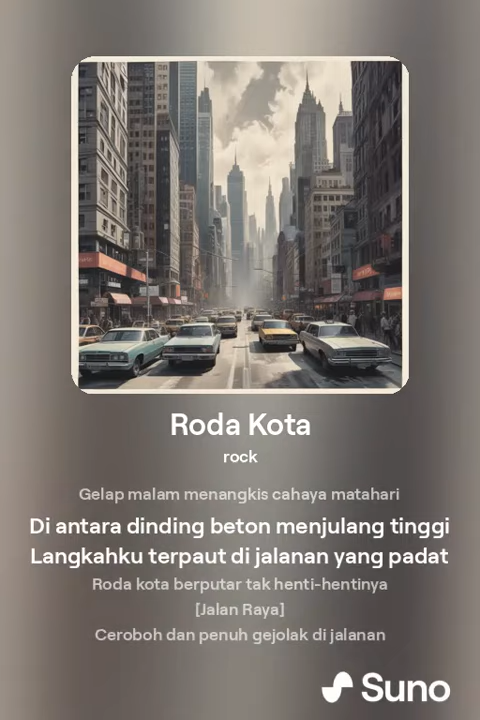 Roda Kota
rock
Gelap malam menangkis cahaya matahari
Di antara dinding beton menjulang tinggi
Langkahku terpaut di jalanan yang padat
Roda kota berputar tak henti-hentinya
[Jalan Raya]
Ceroboh dan penuh gejolak di jalanan
Suno